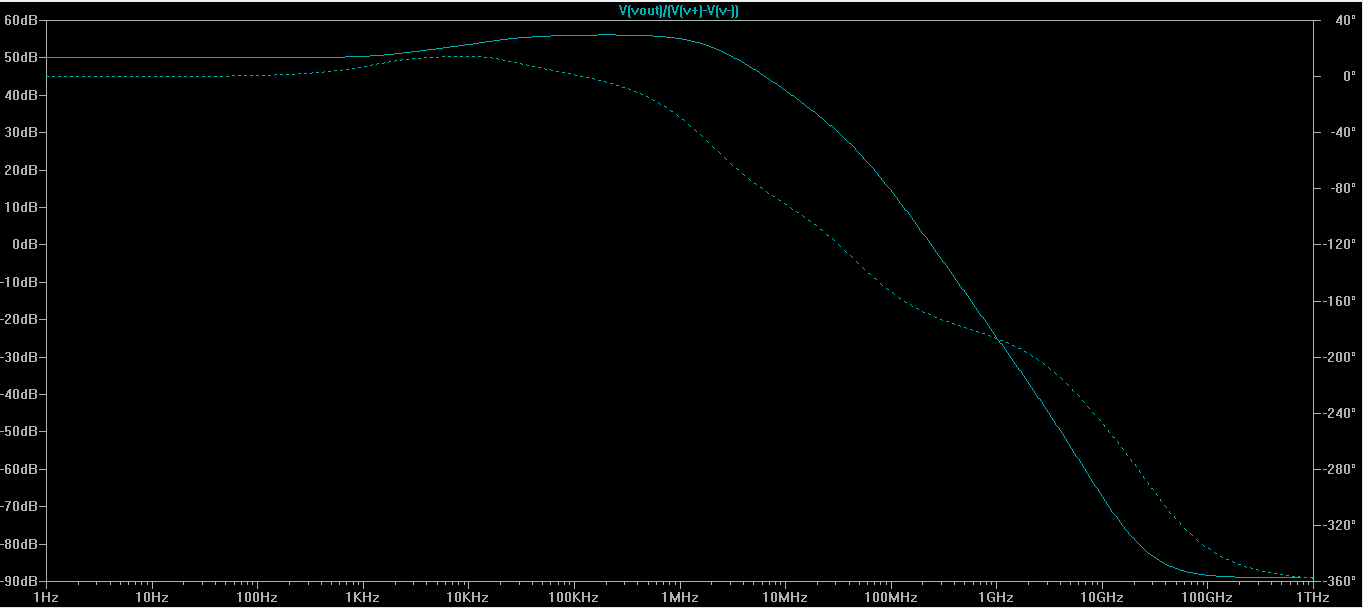 V(vout)/(V(v+)-V(v-))
60dB
50dB
40dB
30dB
20dB
10dB
0dB
-10dB
-20dB
-30dB
-40dB
-50dB
-60dB
-70dB
-80dB
-90dB
40°
0°
-40°
-80°
-120°
-160°
-200°
-240°
-280°
-320°
-360°
1Hz 10Hz 100Hz 1KHz 10KHz 100KHz 1MHz 10MHz 100MHz 1GHz 10GHz 100GHz 1THz